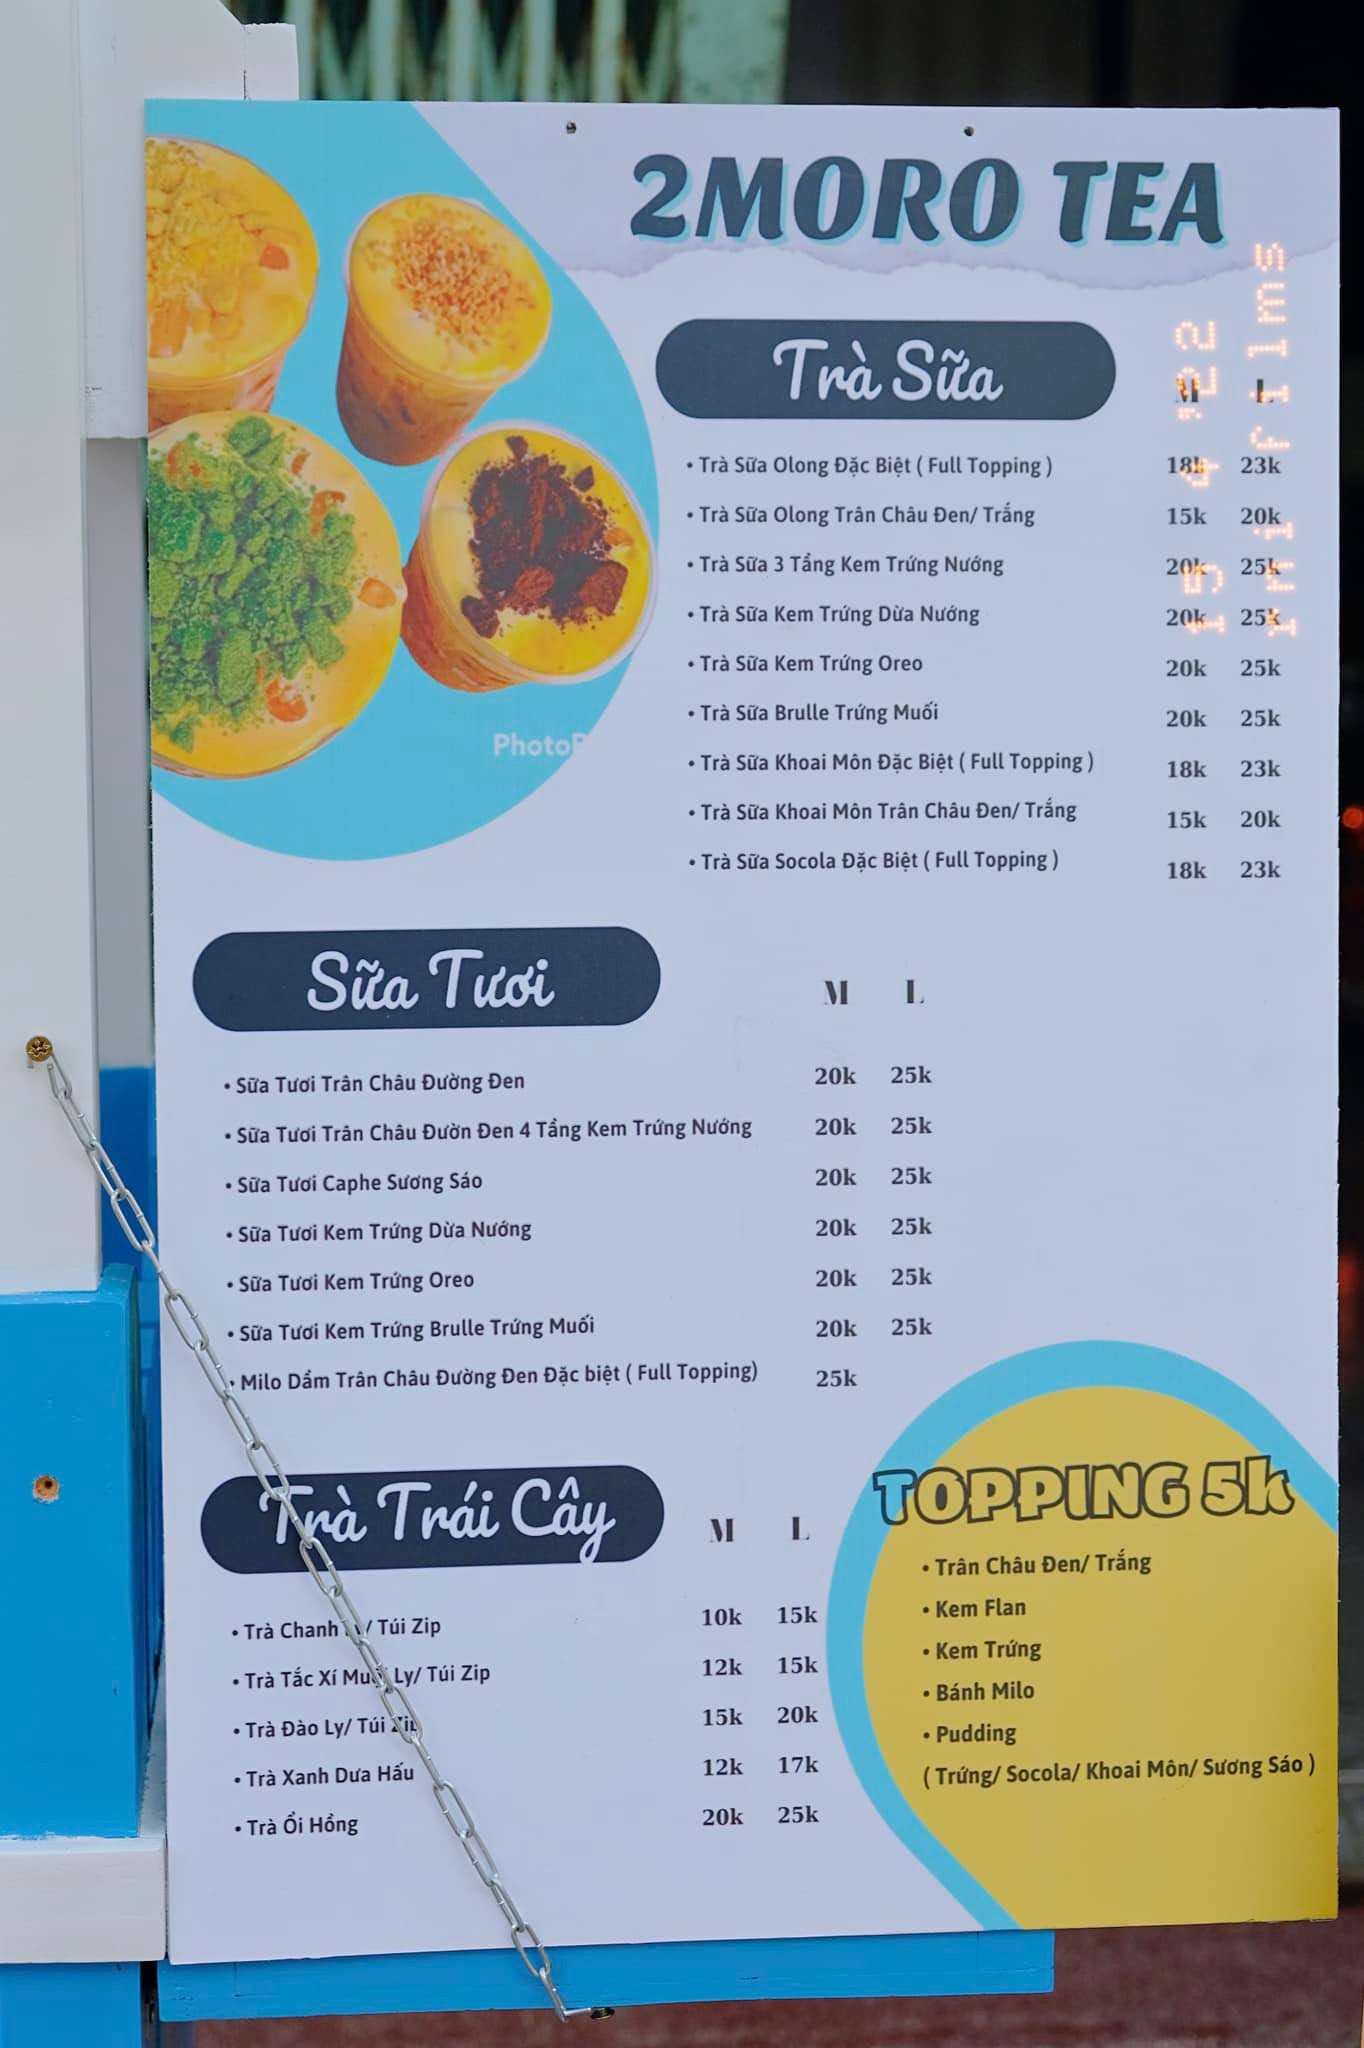 2MORO TEA
Trà Sữa
M L
• Trà Sữa Olong Đặc Biệt ( Full Topping ) 18k 23k
• Trà Sữa Olong Trân Châu Đen/ Trắng 15k 20k
• Trà Sữa 3 Tầng Kem Trứng Nướng 20k 25k
• Trà Sữa Kem Trứng Dừa Nướng 20k 25k
• Trà Sữa Kem Trứng Oreo 20k 25k
• Trà Sữa Brulle Trứng Muối 20k 25k
• Trà Sữa Khoai Môn Đặc Biệt ( Full Topping ) 18k 23k
• Trà Sữa Khoai Môn Trân Châu Đen/ Trắng 15k 20k
• Trà Sữa Socola Đặc Biệt ( Full Topping ) 18k 23k
15 4 '22
ini films
Sữa Tươi
M L
• Sữa Tươi Trân Châu Đường Đen 20k 25k
• Sữa Tươi Trân Châu Đườn Đen 4 Tầng Kem Trứng Nướng 20k 25k
• Sữa Tươi Caphe Sương Sáo 20k 25k
• Sữa Tươi Kem Trứng Dừa Nướng 20k 25k
• Sữa Tươi Kem Trứng Oreo 20k 25k
• Sữa Tươi Kem Trứng Brulle Trứng Muối 20k 25k
• Milo Dầm Trân Châu Đường Đen Đặc biệt ( Full Topping) 25k
Trà Trái Cây
M L
• Trà Chanh / Túi Zip 10k 15k
• Trà Tắc Xí Muội Ly/ Túi Zip 12k 15k
• Trà Đào Ly/ Túi Zip 15k 20k
• Trà Xanh Dưa Hấu 12k 17k
• Trà Ổi Hồng 20k 25k
TOPPING 5k
• Trân Châu Đen/ Trắng
• Kem Flan
• Kem Trứng
• Bánh Milo
• Pudding
( Trứng/ Socola/ Khoai Môn/ Sương Sáo )